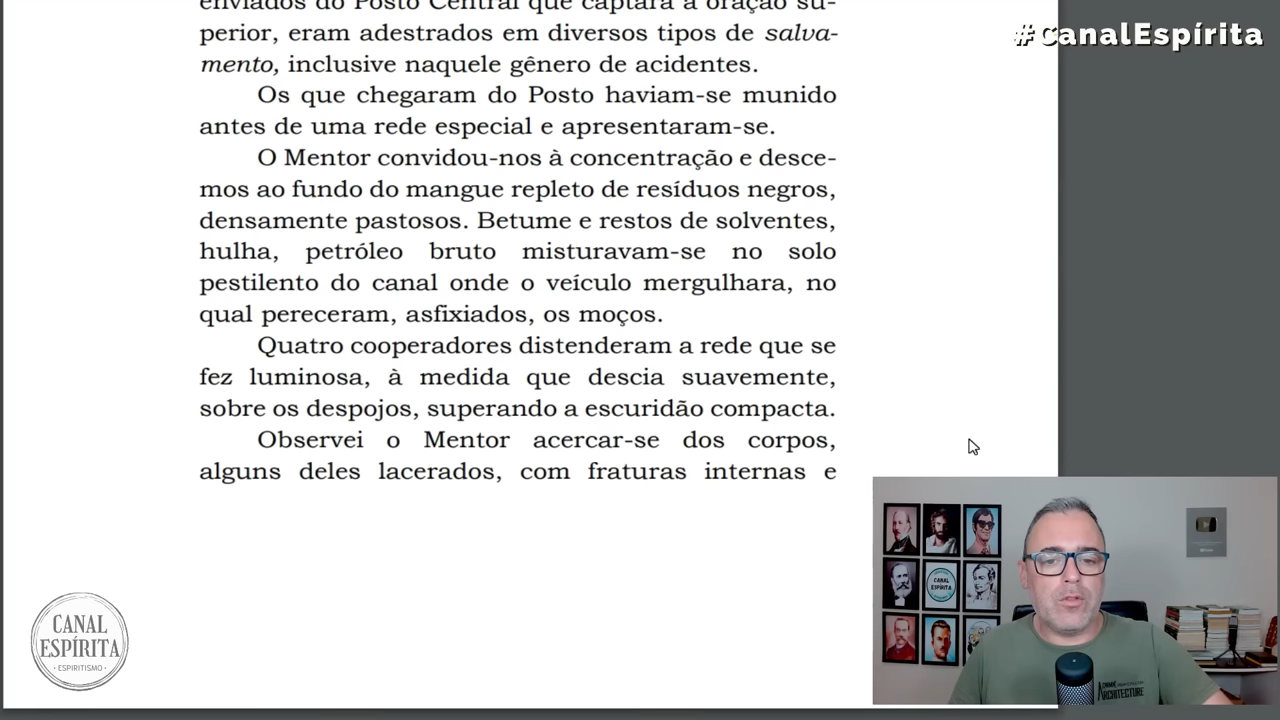 enviados do Posto Central que captara a oração su-
perior, eram adestrados em diversos tipos de salva-
mento, inclusive naquele gênero de acidentes.
Os que chegaram do Posto haviam-se munido
antes de uma rede especial e apresentaram-se.
O Mentor convidou-nos à concentração e desce-
mos ao fundo do mangue repleto de resíduos negros,
densamente pastosos. Betume e restos de solventes,
hulha, petróleo bruto misturavam-se no solo
pestilento do canal onde o veículo mergulhara, no
qual pereceram, asfixiados, os moços.
Quatro cooperadores distenderam a rede que se
fez luminosa, à medida que descia suavemente,
sobre os despojos, superando a escuridão compacta.
Observei o Mentor acercar-se dos corpos,
alguns deles lacerados, com fraturas internas e
#CanalEspírita
CANAL
ESPÍRITA
· ESPIRITISMO ·
CANAL
ESPÍRITA
ARCHITECTURE